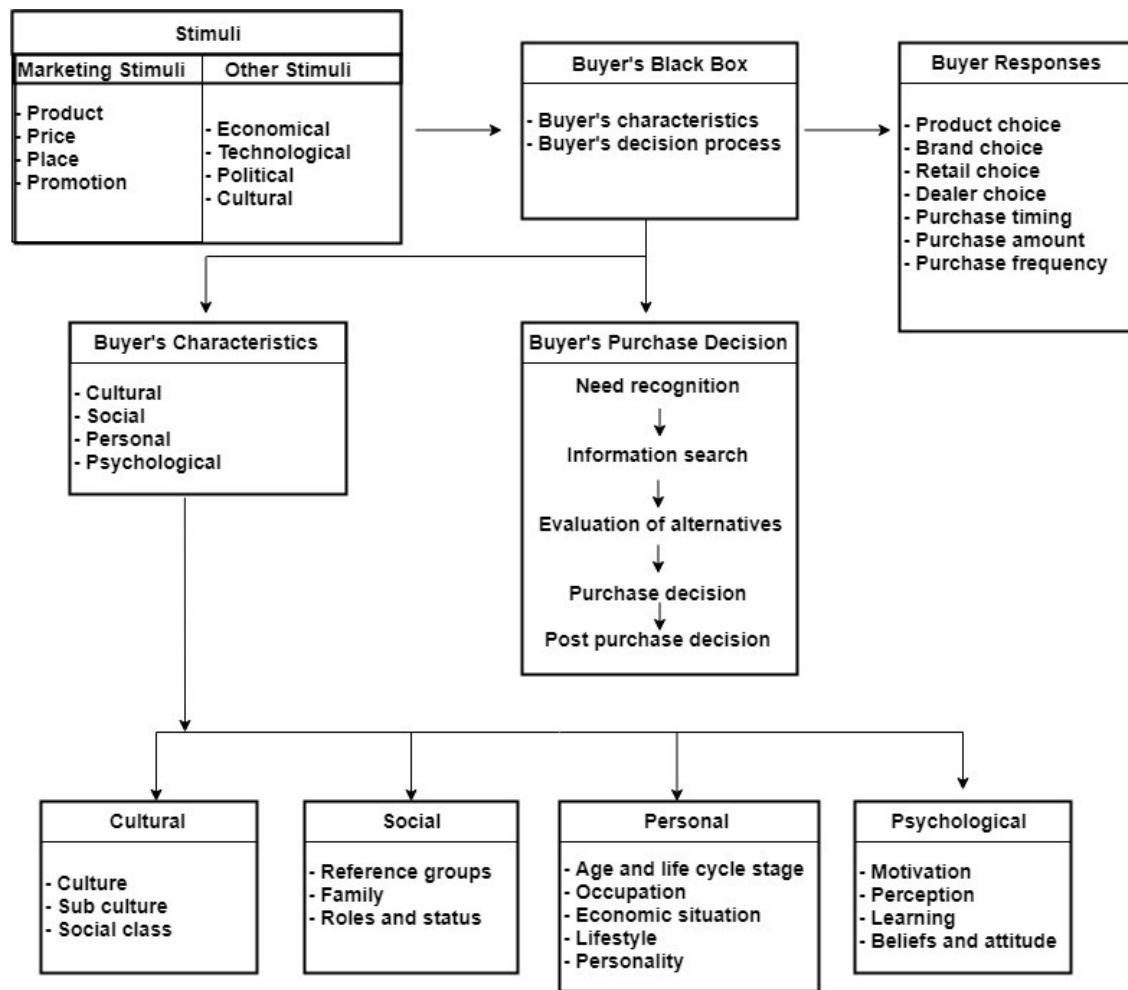 Stimuli
Marketing Stimuli
- Product
- Price
- Place
- Promotion
Other Stimuli
- Economical
- Technological
- Political
- Cultural
Buyer's Black Box
- Buyer's characteristics
- Buyer's decision process
Buyer Responses
- Product choice
- Brand choice
- Retail choice
- Dealer choice
- Purchase timing
- Purchase amount
- Purchase frequency
Buyer's Characteristics
- Cultural
- Social
- Personal
- Psychological
Buyer's Purchase Decision
Need recognition
Information search
Evaluation of alternatives
Purchase decision
Post purchase decision
Cultural
- Culture
- Sub culture
- Social class
Social
- Reference groups
- Family
- Roles and status
Personal
- Age and life cycle stage
- Occupation
- Economic situation
- Lifestyle
- Personality
Psychological
- Motivation
- Perception
- Learning
- Beliefs and attitude